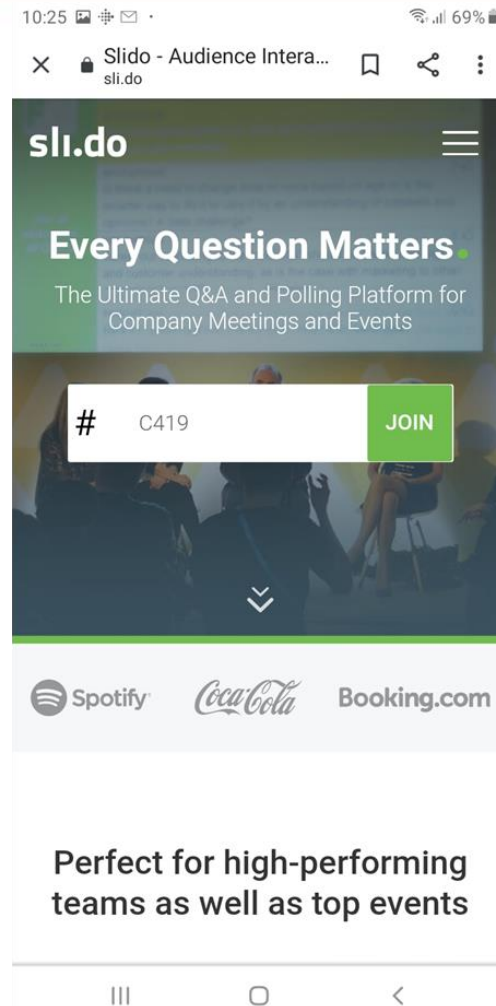 10:25
69%
Slido - Audience Intera...
sli.do
slı.do
Every Question Matters.
The Ultimate Q&A and Polling Platform for
Company Meetings and Events
# C419 JOIN
Spotify Coca-Cola Booking.com
Perfect for high-performing
teams as well as top events